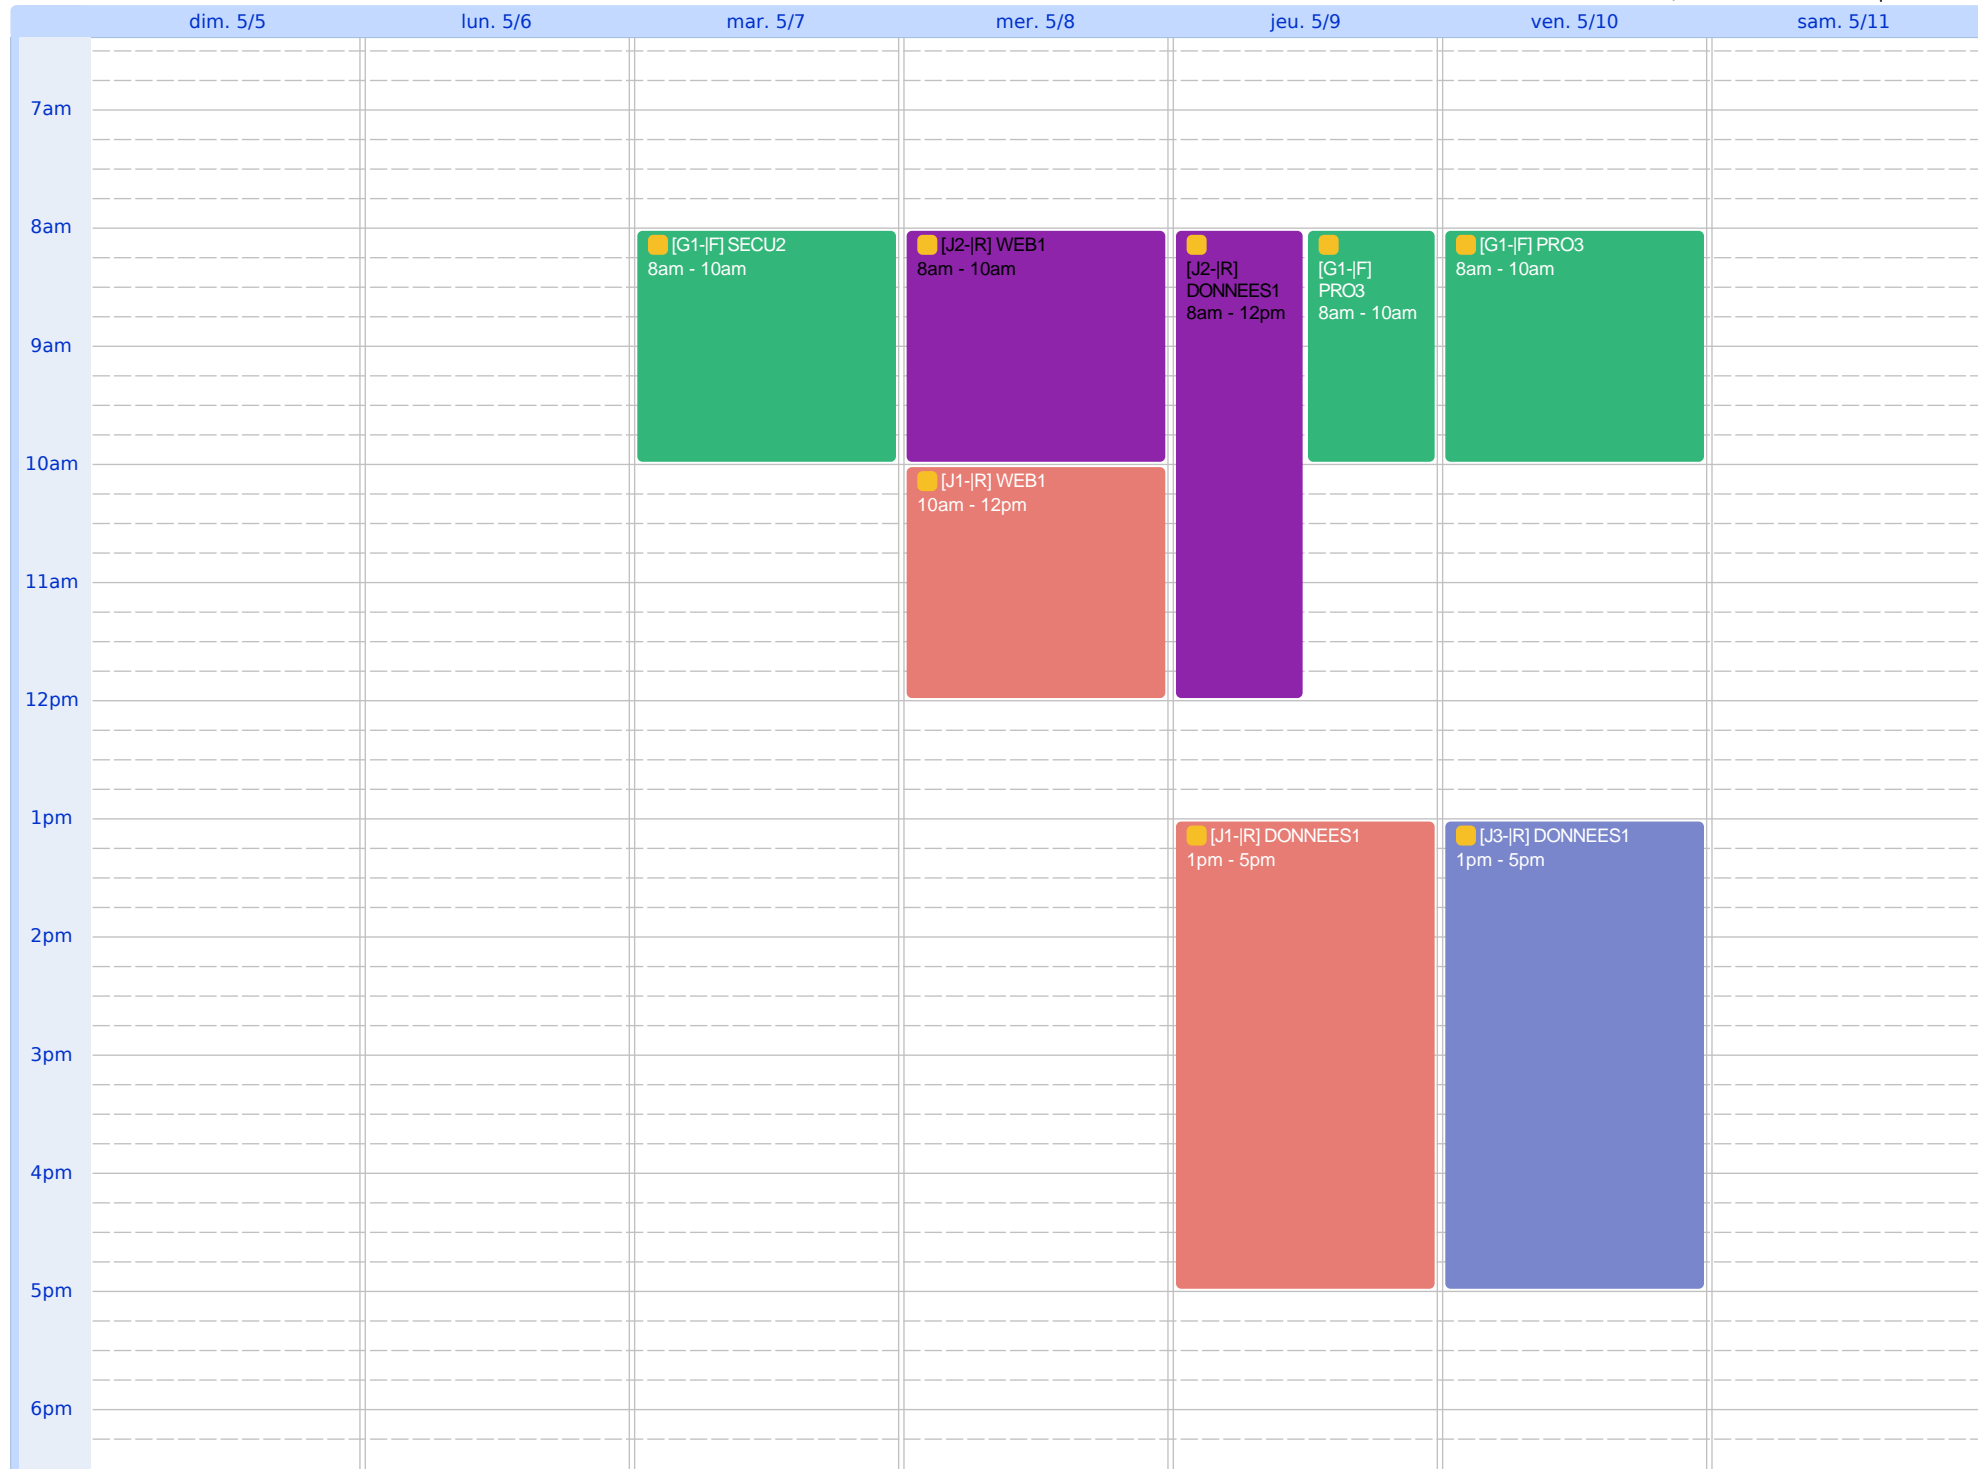 dim. 5/5
lun. 5/6
mar. 5/7
mer. 5/8
jeu. 5/9
ven. 5/10
sam. 5/11
7am
8am
9am
10am
11am
12pm
1pm
2pm
3pm
4pm
5pm
6pm
[G1-|F] SECU2
8am - 10am
[J2-|R] WEB1
8am - 10am
[J1-|R] WEB1
10am - 12pm
[J2-|R]
DONNEES1
8am - 12pm
[G1-|F]
PRO3
8am - 10am
[J1-|R] DONNEES1
1pm - 5pm
[G1-|F] PRO3
8am - 10am
[J3-|R] DONNEES1
1pm - 5pm